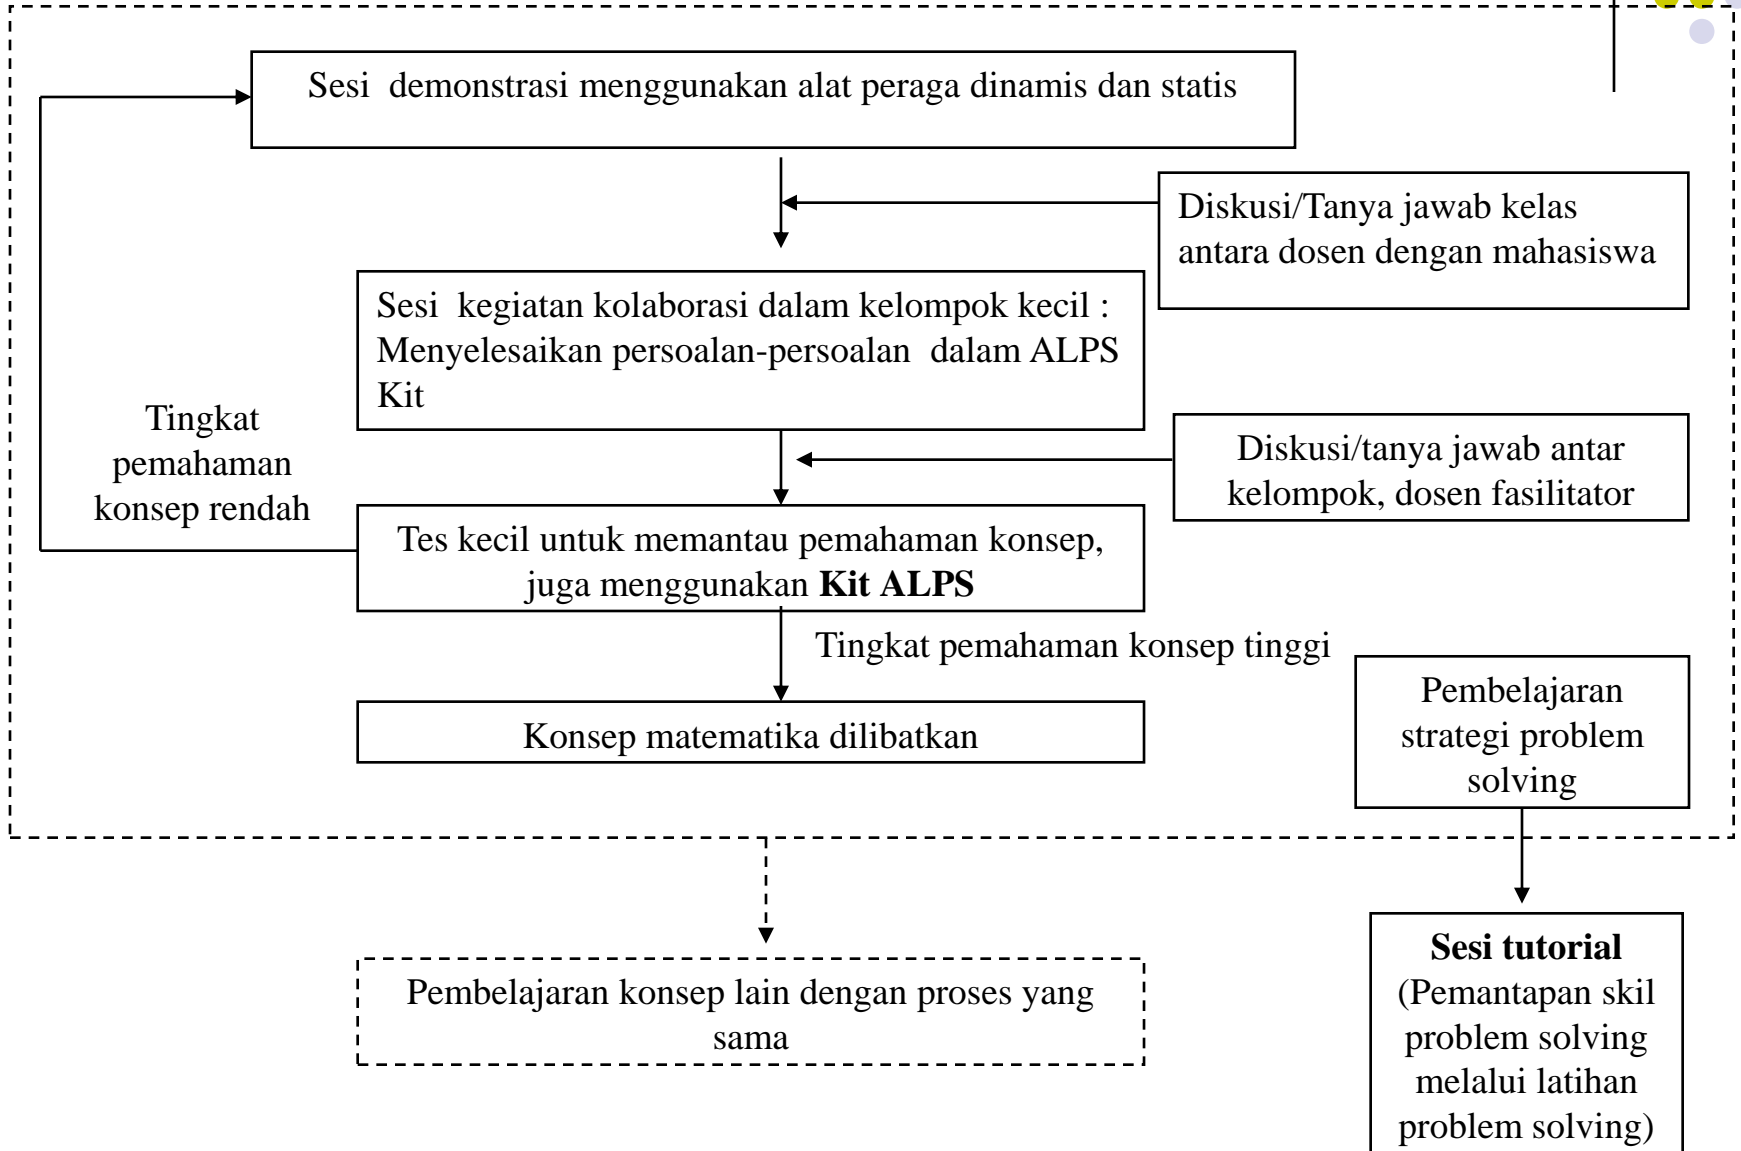 Sesi demonstrasi menggunakan alat peraga dinamis dan statis
Diskusi/Tanya jawab kelas
antara dosen dengan mahasiswa
Sesi kegiatan kolaborasi dalam kelompok kecil :
Menyelesaikan persoalan-persoalan dalam ALPS
Kit
Tingkat
pemahaman
konsep rendah
Diskusi/tanya jawab antar
kelompok, dosen fasilitator
Tes kecil untuk memantau pemahaman konsep,
juga menggunakan Kit ALPS
Tingkat pemahaman konsep tinggi
Konsep matematika dilibatkan
Pembelajaran
strategi problem
solving
Pembelajaran konsep lain dengan proses yang
sama
Sesi tutorial
(Pemantapan skil
problem solving
melalui latihan
problem solving)